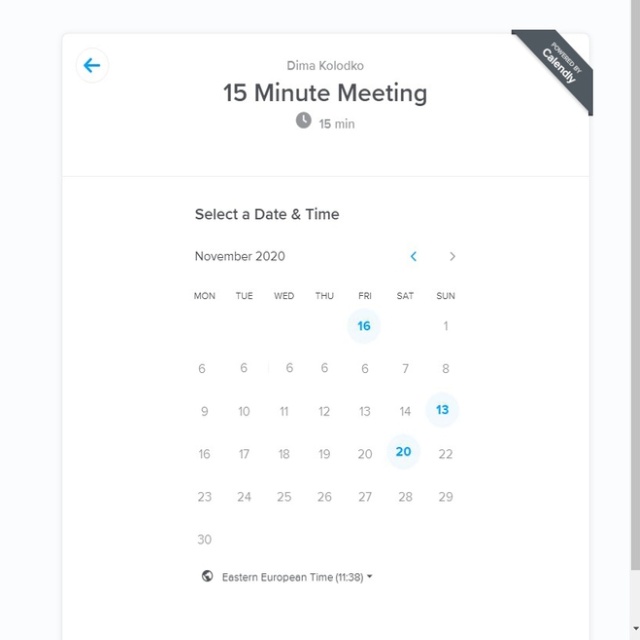 POWERED BY
Calendly
Dima Kolodko
15 Minute Meeting
15 min
Select a Date & Time
November 2020
MON TUE WED THU FRI SAT SUN
16 1
6 6 6 6 6 7 8
9 10 11 12 13 14 13
16 17 18 19 20 20 22
23 24 25 26 27 28 29
30
Eastern European Time (11:38)